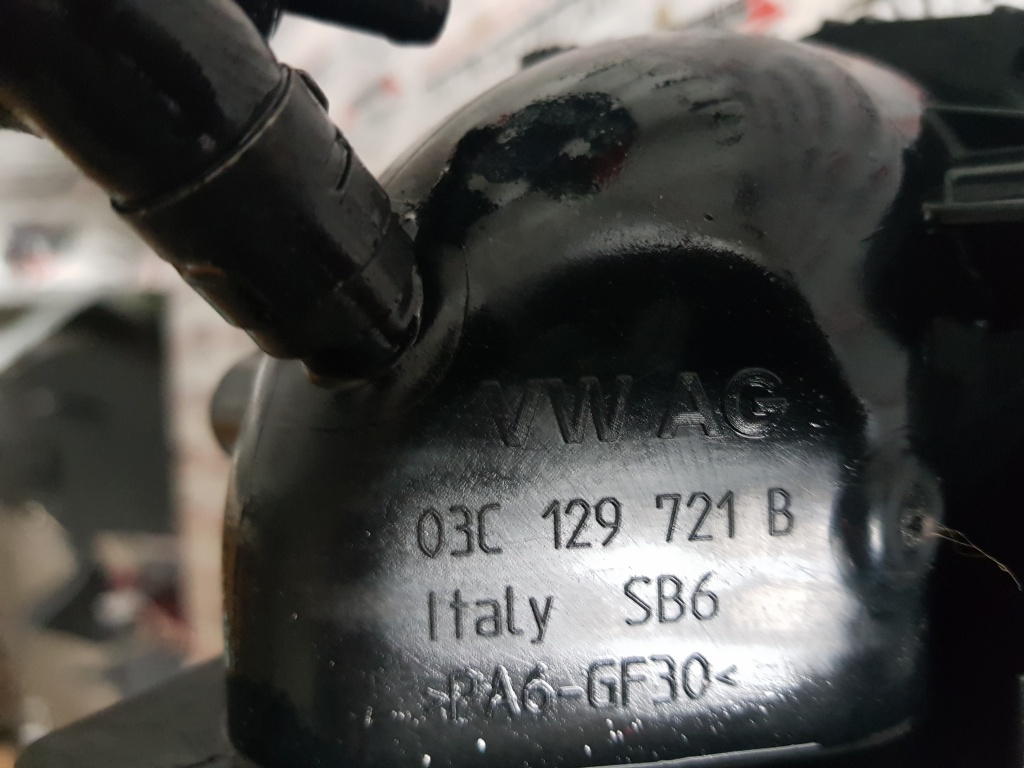 VW AG
03C 129 721 B
Italy SB6
>PA6-GF30<